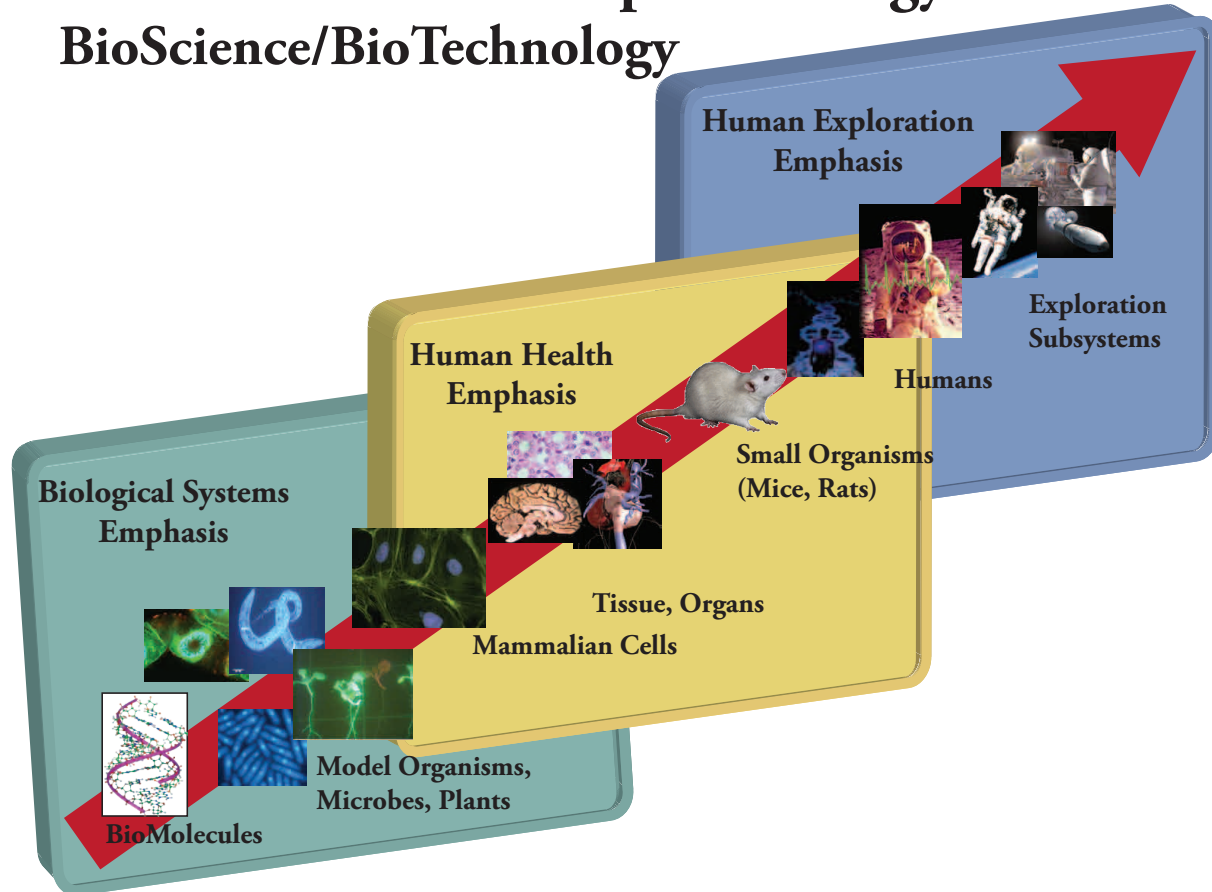 BioScience/BioTechnology
Human Exploration
Emphasis
Exploration
Subsystems
Humans
Human Health
Emphasis
Small Organisms
(Mice, Rats)
Tissue, Organs
Mammalian Cells
Biological Systems
Emphasis
Model Organisms,
Microbes, Plants
BioMolecules